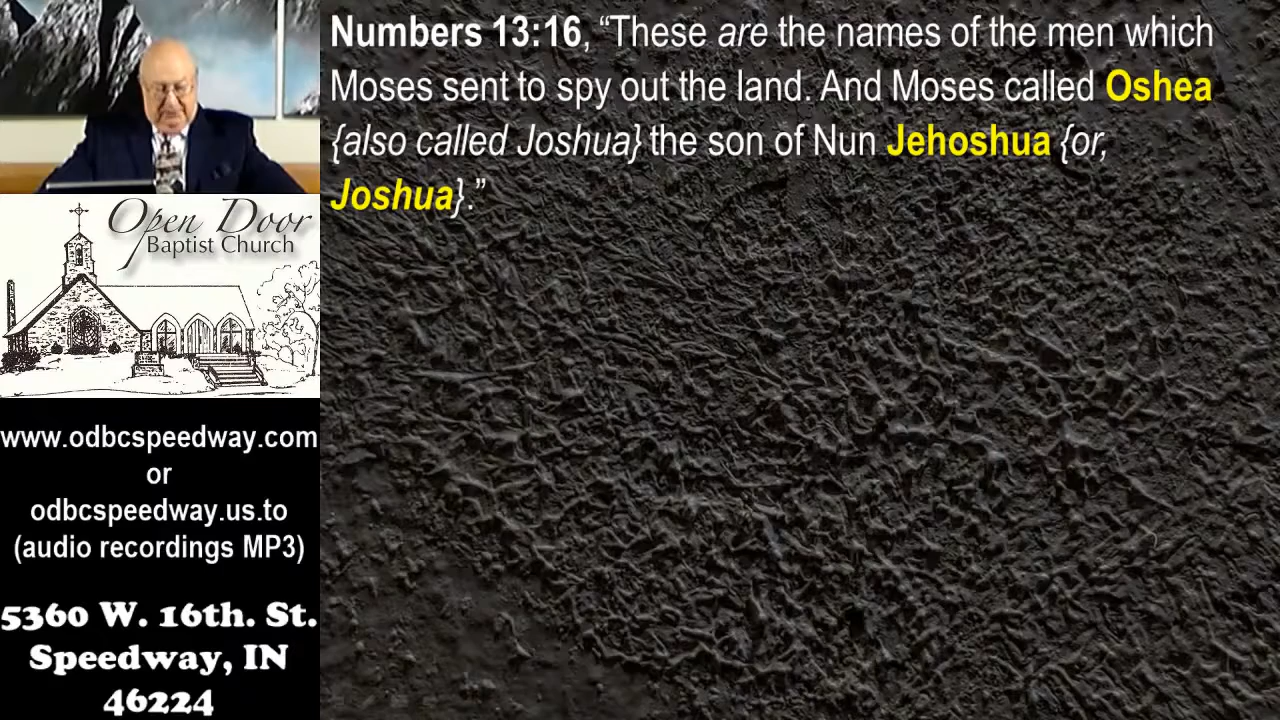 Numbers 13:16, “These are the names of the men which
Moses sent to spy out the land. And Moses called Oshea
{also called Joshua} the son of Nun Jehoshua {or,
Joshua}.”
Open Door
Baptist Church
www.odbcspeedway.com
or
odbcspeedway.us.to
(audio recordings MP3)
5360 W. 16th. St.
Speedway, IN
46224